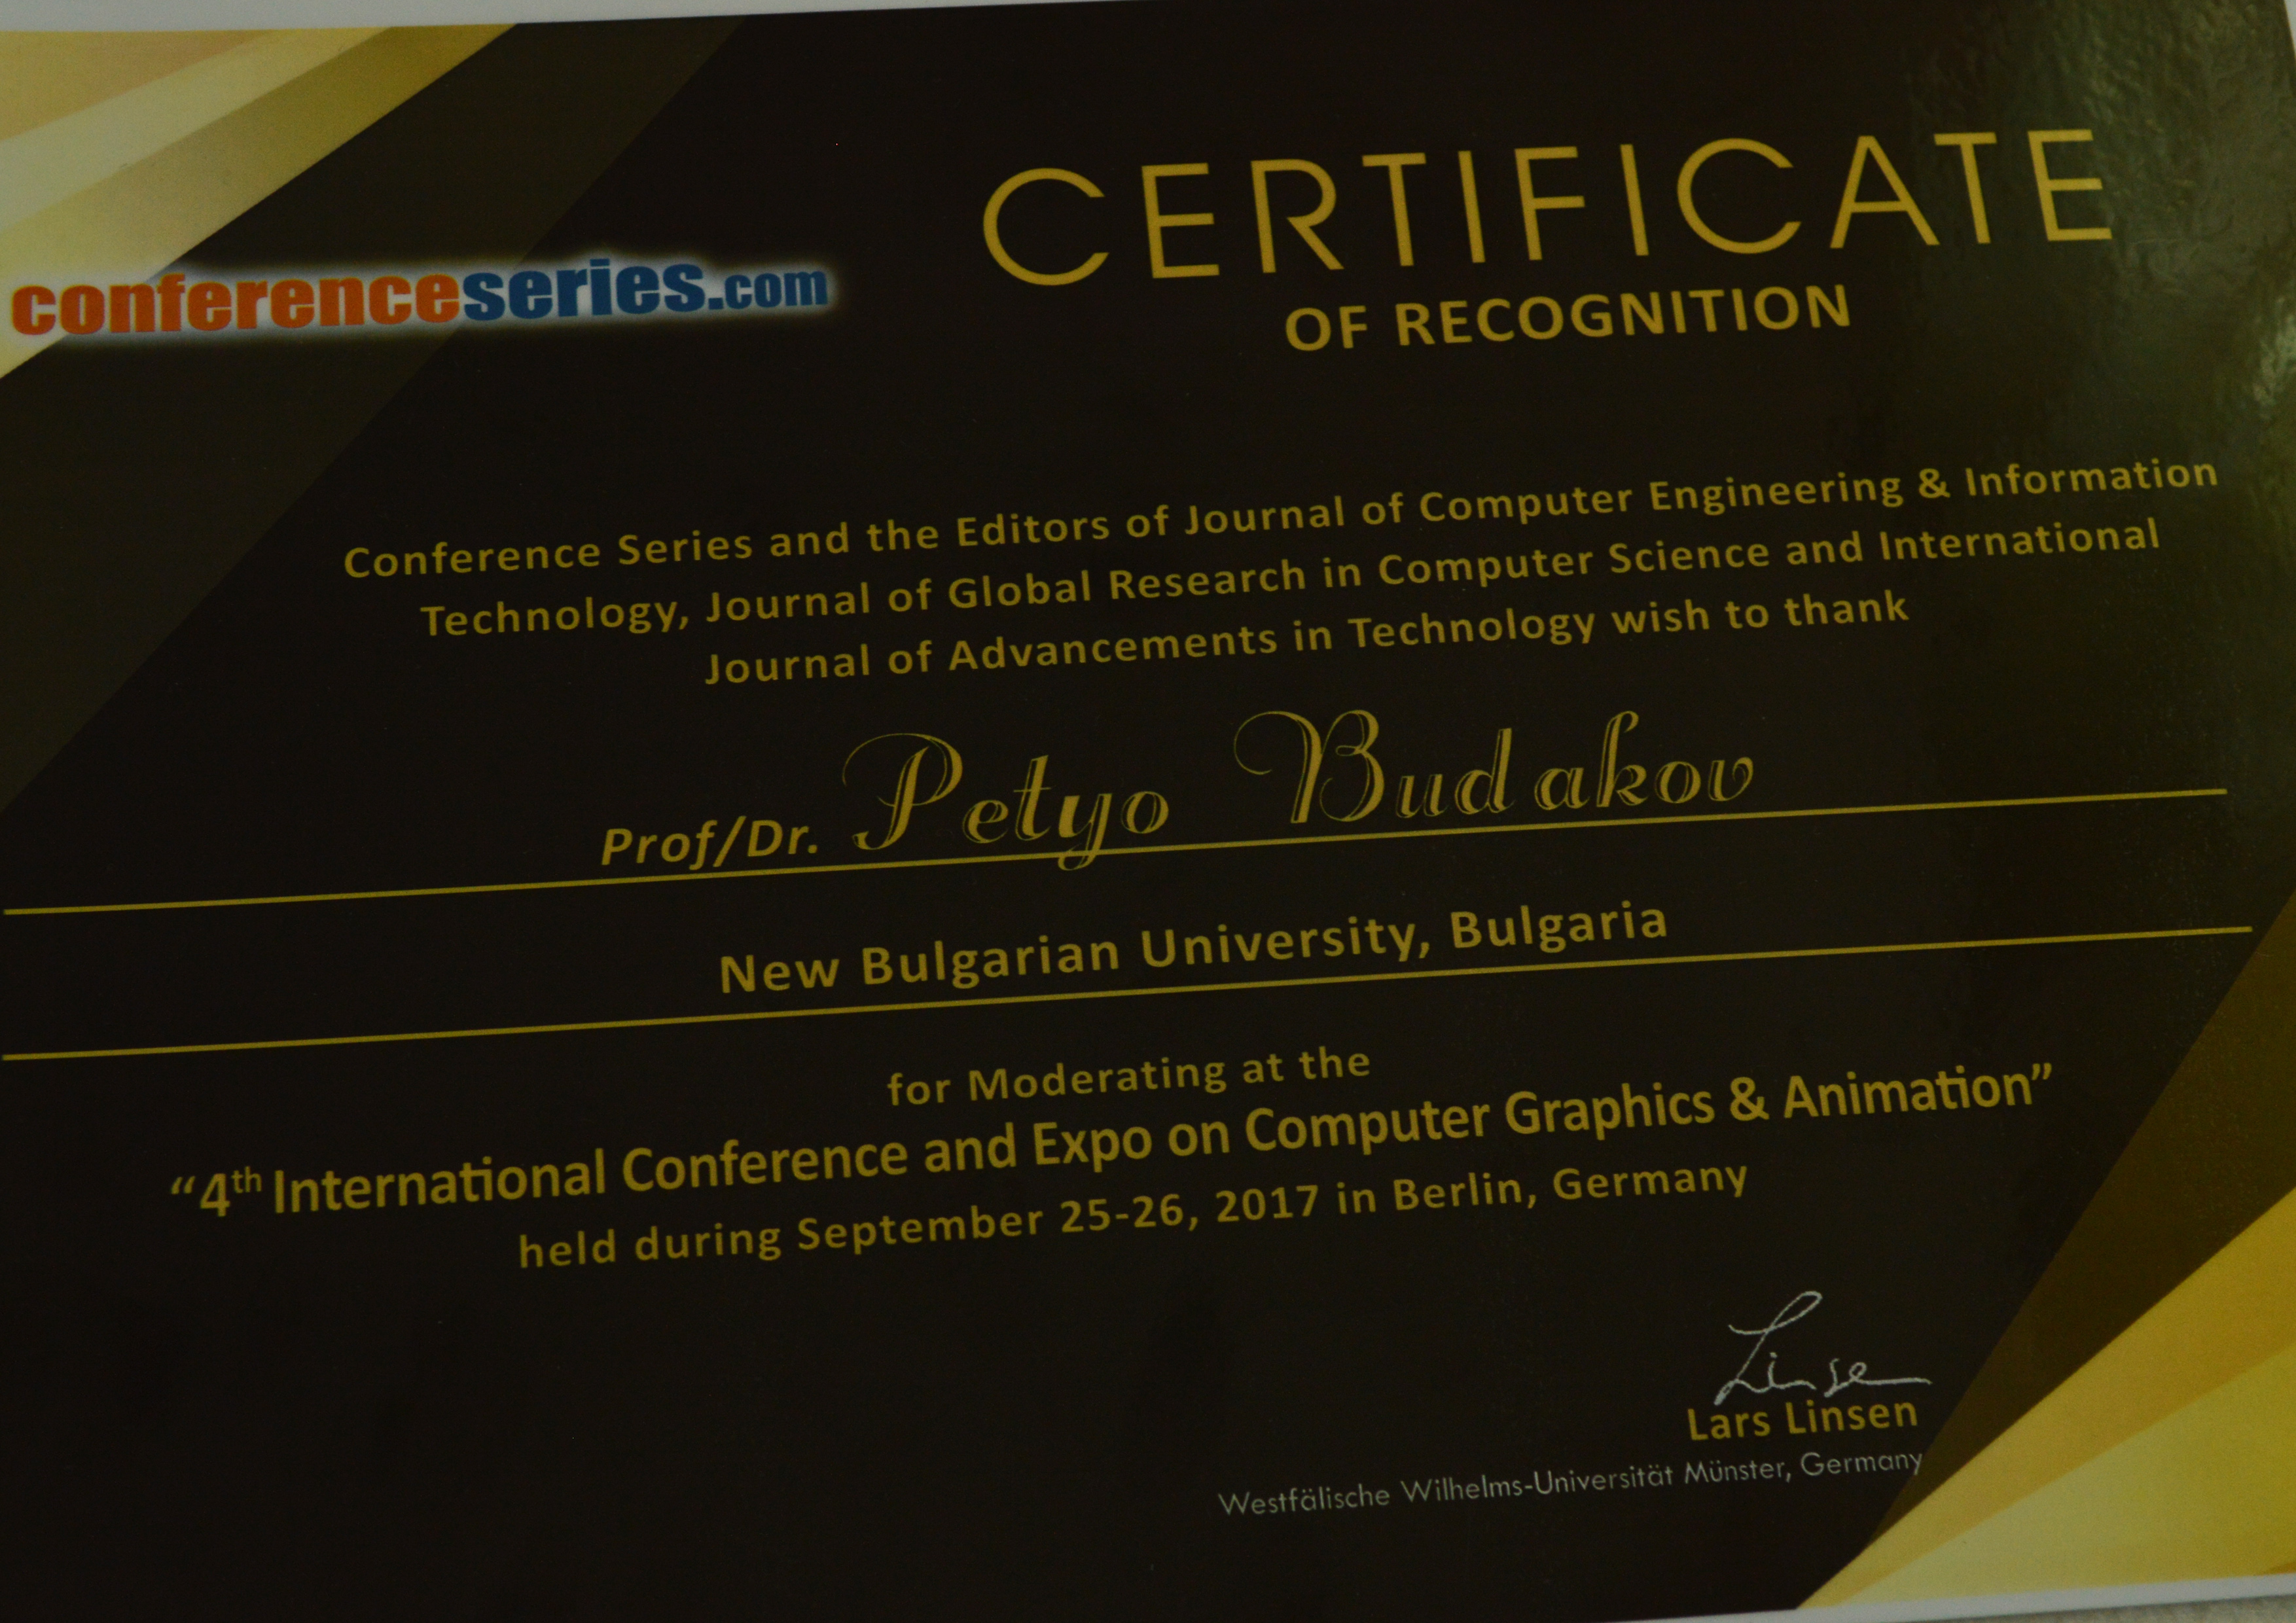 conferenceseries.com
CERTIFICATE
OF RECOGNITION
Conference Series and the Editors of Journal of Computer Engineering & Information
Technology, Journal of Global Research in Computer Science and International
Journal of Advancements in Technology wish to thank
Prof/Dr. Petyo Budakov
New Bulgarian University, Bulgaria
for Moderating at the
“4th International Conference and Expo on Computer Graphics & Animation”
held during September 25-26, 2017 in Berlin, Germany
Linsen
Lars Linsen
Westfälische Wilhelms-Universität Münster, Germany